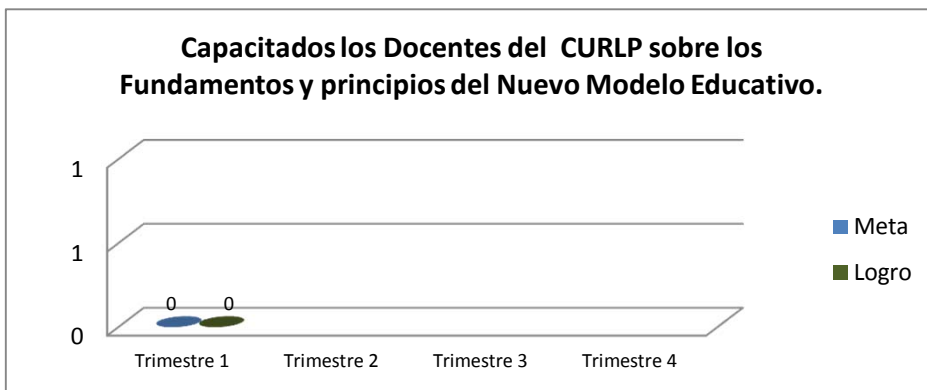 Capacitados los Docentes del CURLP sobre los
Fundamentos y principios del Nuevo Modelo Educativo.
1
1
0
0 0
Trimestre 1 Trimestre 2 Trimestre 3 Trimestre 4
Meta
Logro